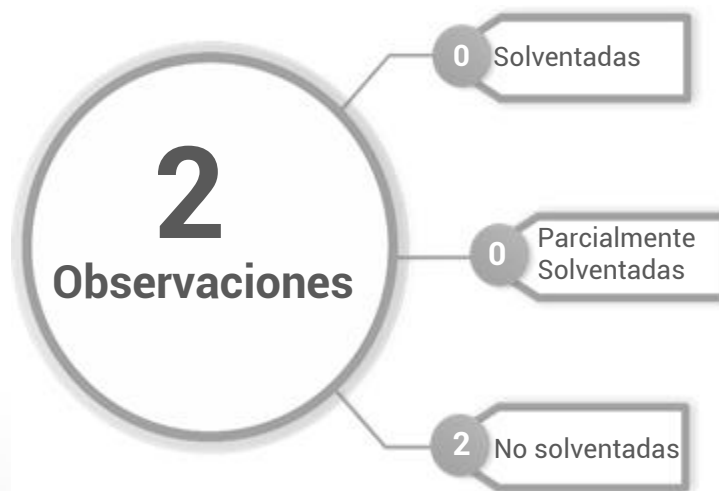 2
Observaciones
0 Solventadas
0 Parcialmente
Solventadas
2 No solventadas